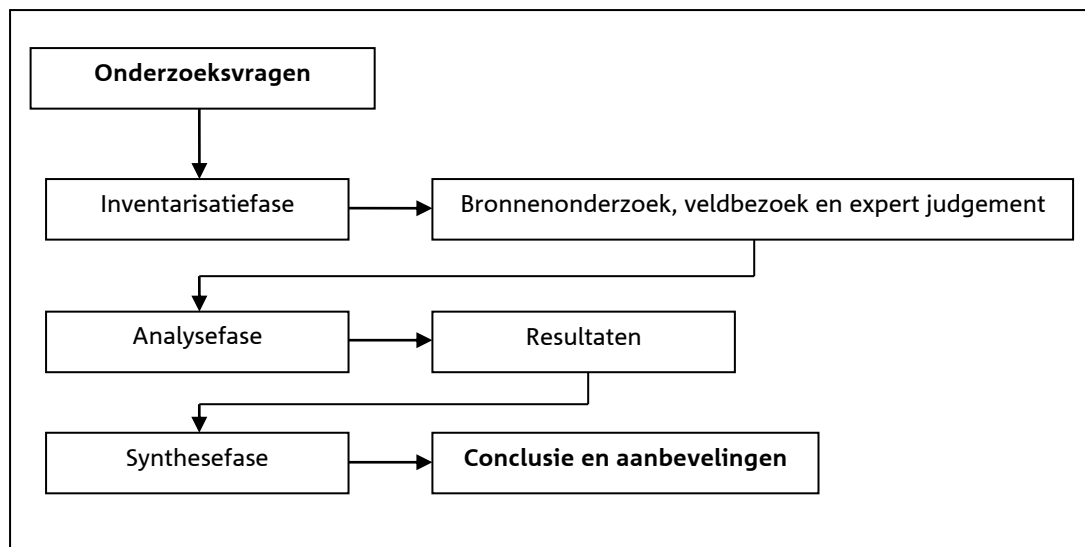 Onderzoeksvragen
Inventarisatiefase
Bronnenonderzoek, veldbezoek en expert judgement
Analysefase
Resultaten
Synthesefase
Conclusie en aanbevelingen